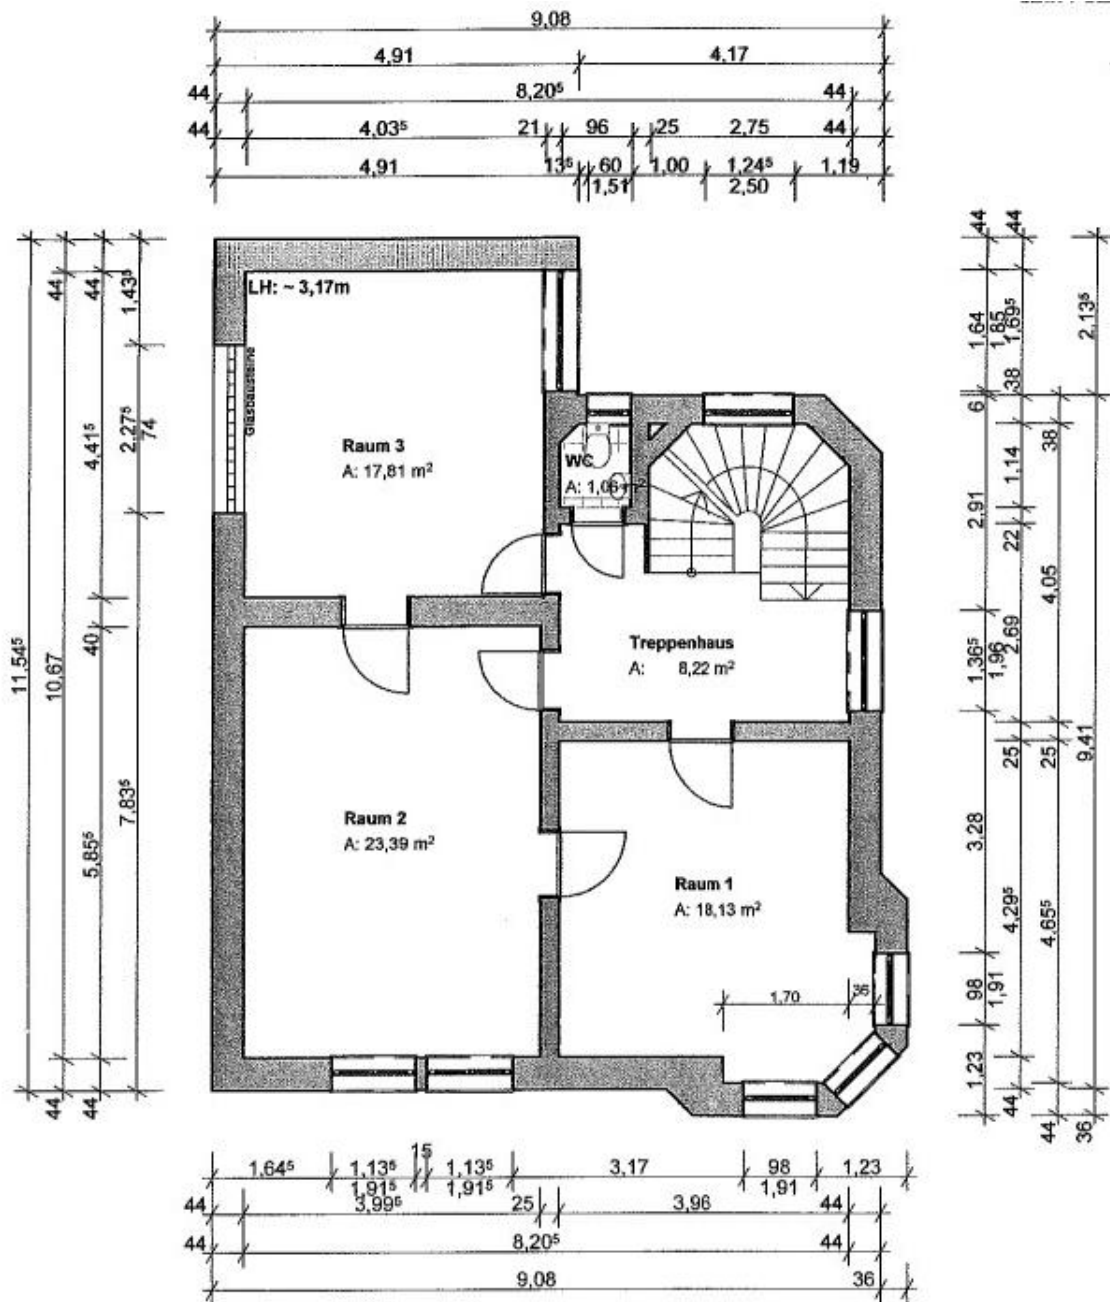 9,08
4,91 4,17
44 8,20⁵ 44
44 4,03⁵ 21 96 25 2,75 44
4,91 13⁵ 60 1,00 1,24⁵ 1,19
1,51 2,50
11,54⁵
44 10,67 44
44 4,41⁵ 40 5,85⁵ 44
1,43⁵ 2,27⁵ 7,83⁵
74
LH: ~ 3,17m
Glasbausteine
Raum 3
A: 17,81 m²
WC
A: 1,06 m²
Treppenhaus
A: 8,22 m²
Raum 2
A: 23,39 m²
Raum 1
A: 18,13 m²
1,70 36
44 1,64 6 2,91 1,36⁵ 3,28 98 1,23
1,85 1,96 1,91
44 1,69⁵ 38 1,14 22 2,69 25 4,29⁵ 44
38 4,05 25 4,65⁵ 44
2,13⁵ 9,41 36
15
1,64⁵ 1,13⁵ 1,13⁵ 3,17 98 1,23
1,91⁵ 1,91⁵ 1,91
44 3,99⁵ 25 3,96 44
44 8,20⁵ 44
9,08 36